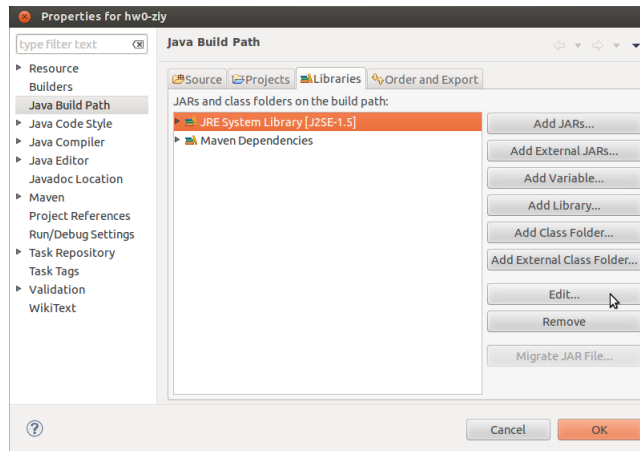 Properties for hw0-zly
type filter text
Resource
Builders
Java Build Path
Java Code Style
Java Compiler
Java Editor
Javadoc Location
Maven
Project References
Run/Debug Settings
Task Repository
Task Tags
Validation
WikiText
Java Build Path
Source Projects Libraries Order and Export
JARs and class folders on the build path:
JRE System Library [J2SE-1.5]
Maven Dependencies
Add JARs...
Add External JARs...
Add Variable...
Add Library...
Add Class Folder...
Add External Class Folder...
Edit...
Remove
Migrate JAR File...
?
Cancel
OK